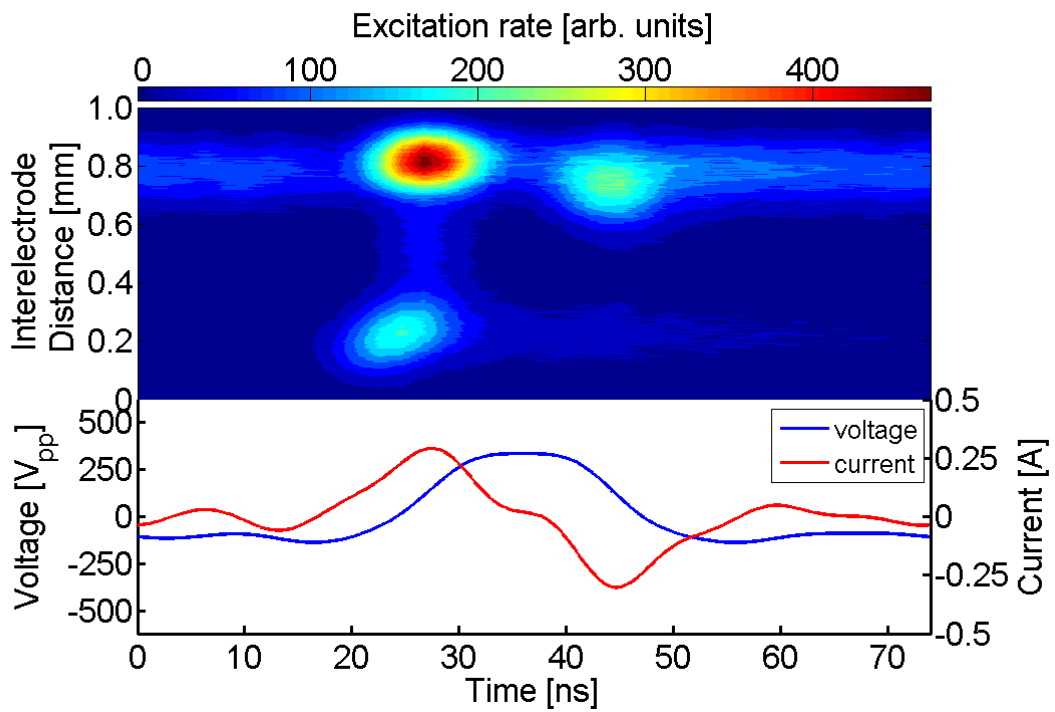 Excitation rate [arb. units]
0 100 200 300 400
Interelectrode
Distance [mm]
1.0
0.8
0.6
0.4
0.2
0
Voltage [Vpp]
500
250
0
-250
-500
voltage
current
0.5
0.25
0
-0.25
-0.5
Current [A]
0 10 20 30 40 50 60 70
Time [ns]